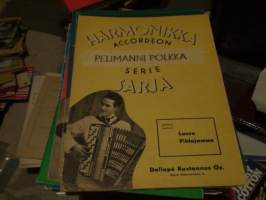 HARMONIKKA
ACCORDEON
PELIMANNI POLKKA
SERIE
SARJA
Lasse
Pihlajamaa
Dallapé Kustannus Oy.